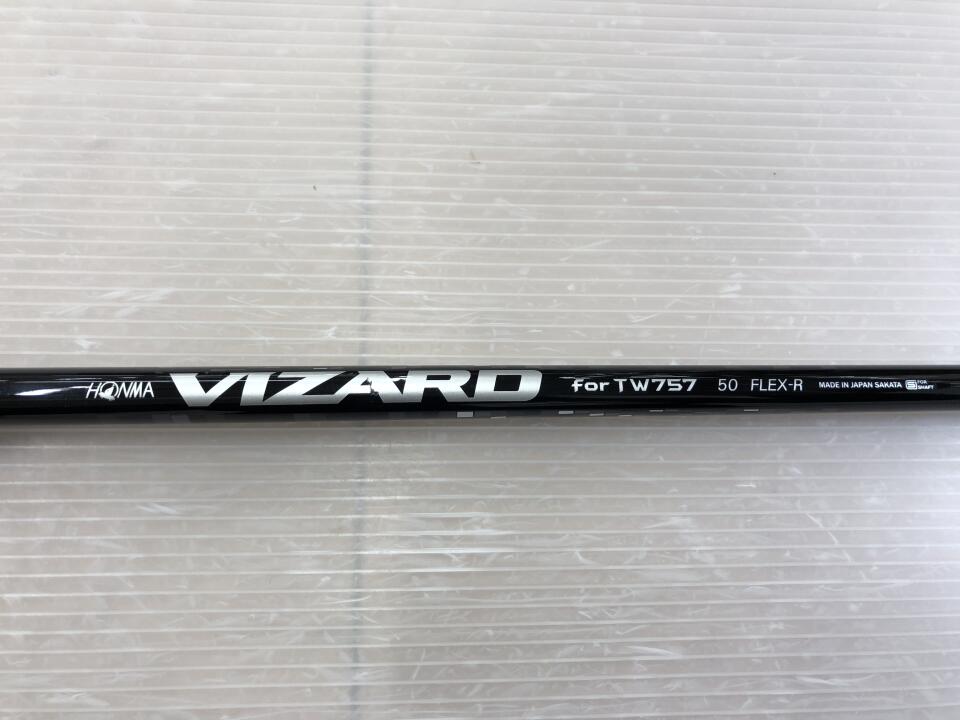 HONMA VIZARD for TW757 50 FLEX-R MADE IN JAPAN SAKATA S FOR SHAFT